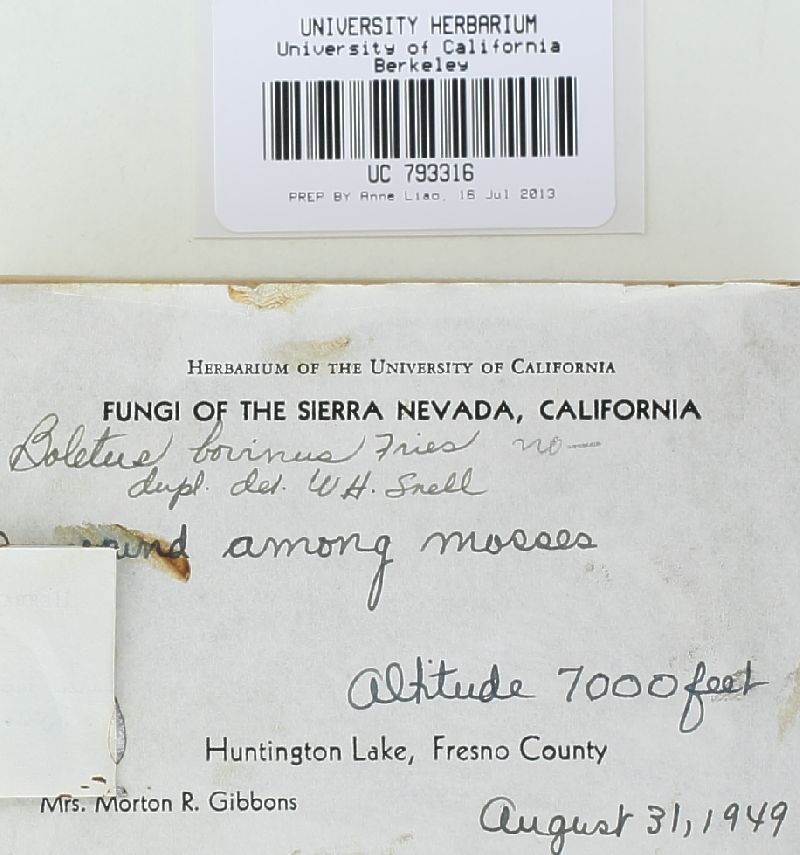 UNIVERSITY HERBARIUM
University of California
Berkeley
UC 793316
PREP BY Anne Liao, 16 Jul 2013
HERBARIUM OF THE UNIVERSITY OF CALIFORNIA
FUNGI OF THE SIERRA NEVADA, CALIFORNIA
Boletus bovinus Fries no—
dupl. det. W H. Snell
among mosses
Altitude 7000 feet
Huntington Lake, Fresno County
Mrs. Morton R. Gibbons
August 31, 1949